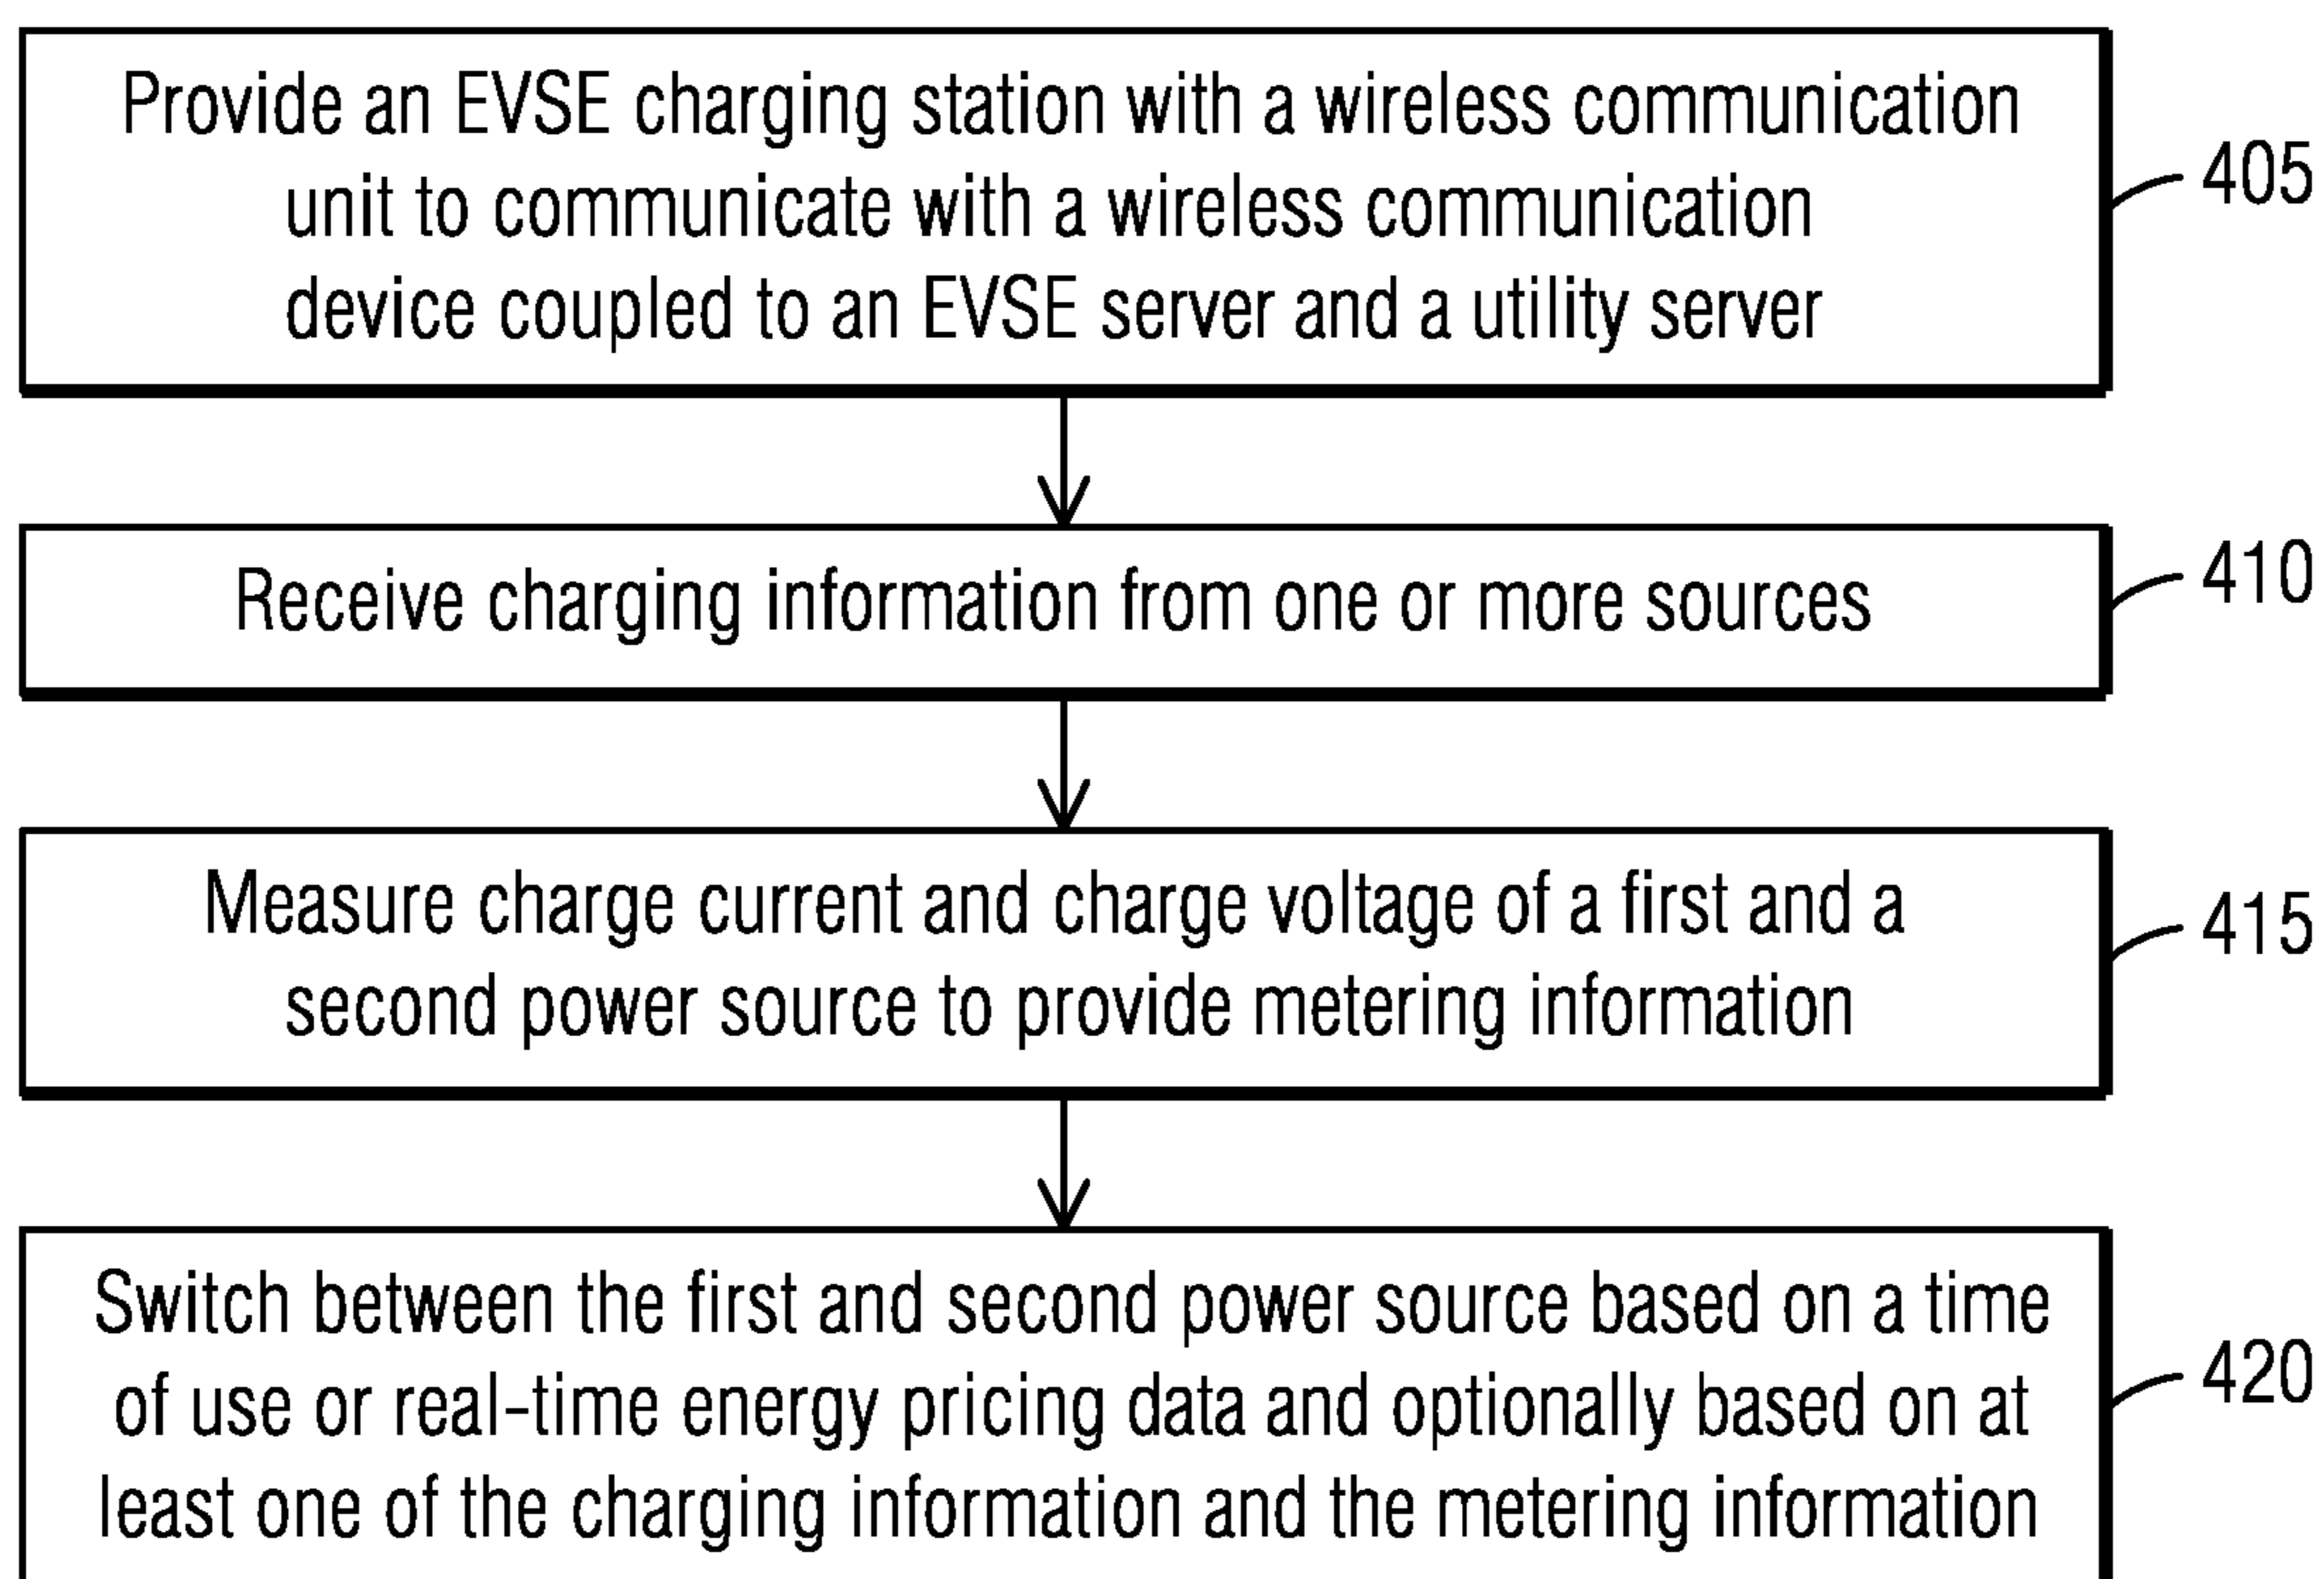 Provide an EVSE charging station with a wireless communication
unit to communicate with a wireless communication
device coupled to an EVSE server and a utility server
405
Receive charging information from one or more sources
410
Measure charge current and charge voltage of a first and a
second power source to provide metering information
415
Switch between the first and second power source based on a time
of use or real-time energy pricing data and optionally based on at
least one of the charging information and the metering information
420